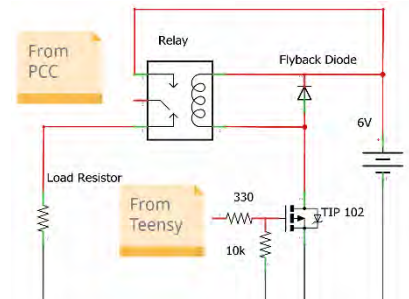 From
PCC
Relay
Flyback Diode
6V
Load Resistor
From
Teensy
330
10k
TIP 102